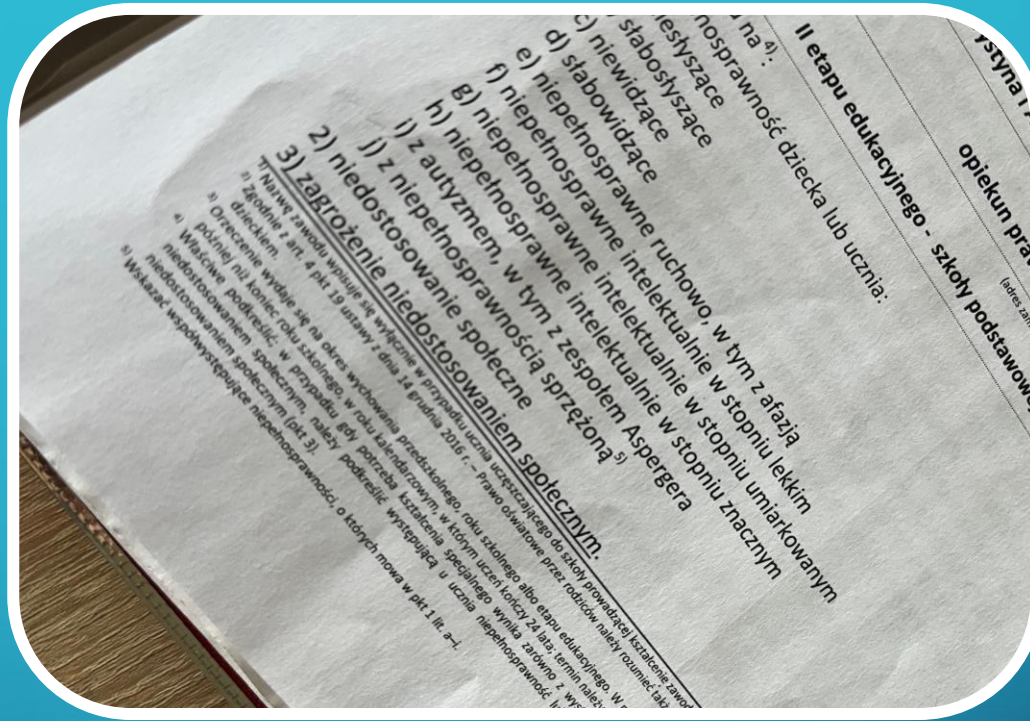 opiekun
II etapu edukacyjnego - szkoły
na ⁴⁾:
dziecka lub ucznia:
słabosłyszące
c) niewidzące
d) słabowidzące
e) niepełnosprawne ruchowo, w tym z afazją
f) niepełnosprawne intelektualnie w stopniu lekkim
g) niepełnosprawne intelektualnie w stopniu umiarkowanym
h) niepełnosprawne intelektualnie w stopniu znacznym
i) z autyzmem, w tym z zespołem Aspergera
j) z niepełnosprawnością sprzężoną ⁵⁾
2) niedostosowanie społeczne
3) zagrożenie niedostosowaniem społecznym.
¹⁾ Nazwę zawodu wpisuje się wyłącznie w przypadku ucznia uczęszczającego do szkoły prowadzącej kształcenie
²⁾ Zgodnie z art. 4 pkt 19 ustawy z dnia 14 grudnia 2016 r. – Prawo oświatowe przez rodziców należy rozumieć
dzieckiem.
³⁾ Orzeczenie wydaje się na okres wychowania przedszkolnego, roku szkolnego albo etapu edukacyjnego. W
później niż koniec roku szkolnego, w roku kalendarzowym, w którym uczeń kończy 24 lata; termin
⁴⁾ Właściwe podkreślić; w przypadku gdy potrzeba kształcenia specjalnego wynika zarówno z
niedostosowaniem społecznym, należy podkreślić występującą u ucznia niepełnosprawność
niedostosowaniem społecznym (pkt 3).
⁵⁾ Wskazać współwystępujące niepełnosprawności, o których mowa w pkt 1 lit. a–i.